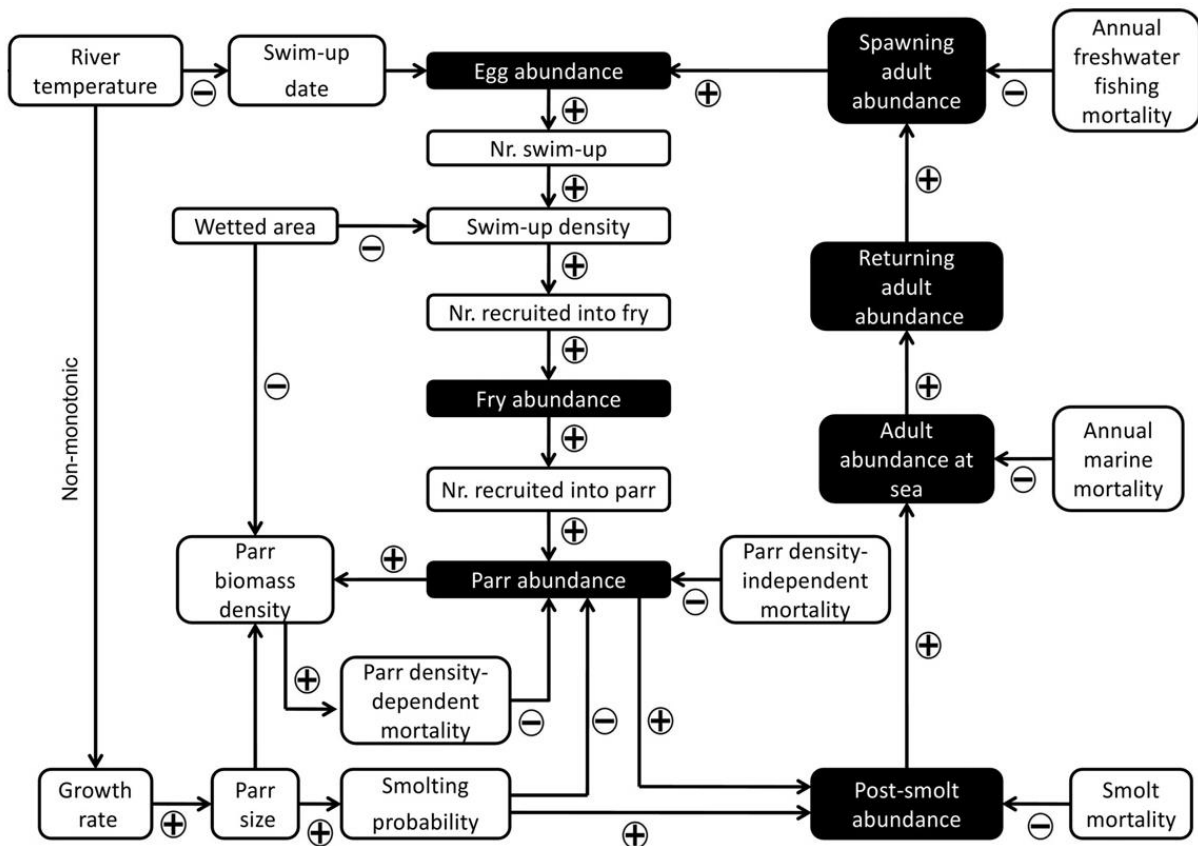 River
temperature
Swim-up
date
Egg abundance
Spawning
adult
abundance
Annual
freshwater
fishing
mortality
Nr. swim-up
Wetted area
Swim-up density
Returning
adult
abundance
Nr. recruited into fry
Non-monotonic
Fry abundance
Adult
abundance at
sea
Annual
marine
mortality
Nr. recruited into parr
Parr
biomass
density
Parr abundance
Parr density-
independent
mortality
Parr density-
dependent
mortality
Growth
rate
Parr
size
Smolting
probability
Post-smolt
abundance
Smolt
mortality